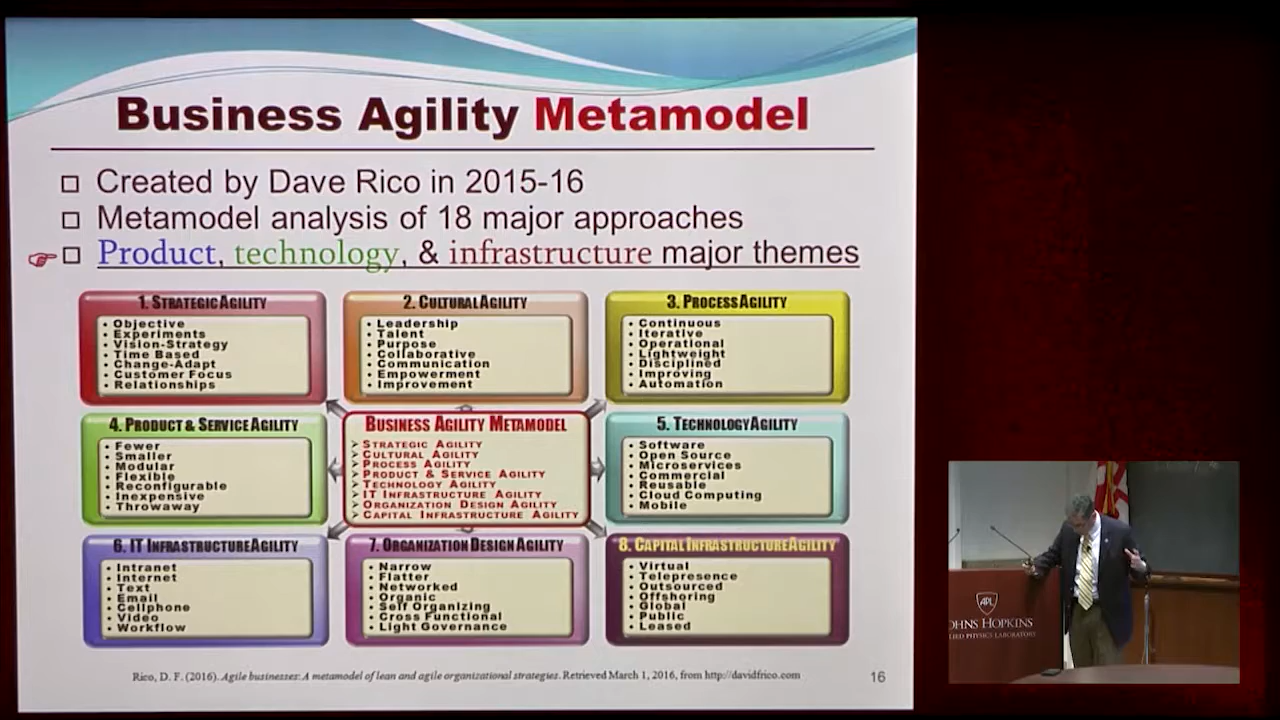 Business Agility Metamodel
□ Created by Dave Rico in 2015-16
□ Metamodel analysis of 18 major approaches
☞ □ Product, technology, & infrastructure major themes
1. STRATEGIC AGILITY
• Objective
• Experiments
• Vision-Strategy
• Time Based
• Change-Adapt
• Customer Focus
• Relationships
2. CULTURAL AGILITY
• Leadership
• Talent
• Purpose
• Collaborative
• Communication
• Empowerment
• Improvement
3. PROCESS AGILITY
• Continuous
• Iterative
• Operational
• Lightweight
• Disciplined
• Improving
• Automation
4. PRODUCT & SERVICE AGILITY
• Fewer
• Smaller
• Modular
• Flexible
• Reconfigurable
• Inexpensive
• Throwaway
BUSINESS AGILITY METAMODEL
➢ STRATEGIC AGILITY
➢ CULTURAL AGILITY
➢ PROCESS AGILITY
➢ PRODUCT & SERVICE AGILITY
➢ TECHNOLOGY AGILITY
➢ IT INFRASTRUCTURE AGILITY
➢ ORGANIZATION DESIGN AGILITY
➢ CAPITAL INFRASTRUCTURE AGILITY
5. TECHNOLOGY AGILITY
• Software
• Open Source
• Microservices
• Commercial
• Reusable
• Cloud Computing
• Mobile
6. IT INFRASTRUCTURE AGILITY
• Intranet
• Internet
• Text
• Email
• Cellphone
• Video
• Workflow
7. ORGANIZATION DESIGN AGILITY
• Narrow
• Flatter
• Networked
• Organic
• Self Organizing
• Cross Functional
• Light Governance
8. CAPITAL INFRASTRUCTURE AGILITY
• Virtual
• Telepresence
• Outsourced
• Offshoring
• Global
• Public
• Leased
Rico, D. F. (2016). Agile businesses: A metamodel of lean and agile organizational strategies. Retrieved March 1, 2016, from http://davidfrico.com
16
APL
OHNS HOPKINS
LIED PHYSICS LABORATORY